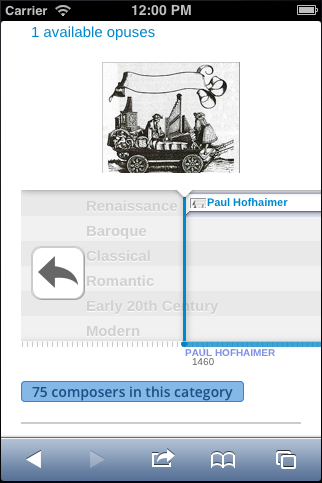 Carrier 12:00 PM
1 available opuses
Renaissance
Paul Hofhaimer
Baroque
Classical
Romantic
Early 20th Century
Modern
PAUL HOFHAIMER
1460
75 composers in this category